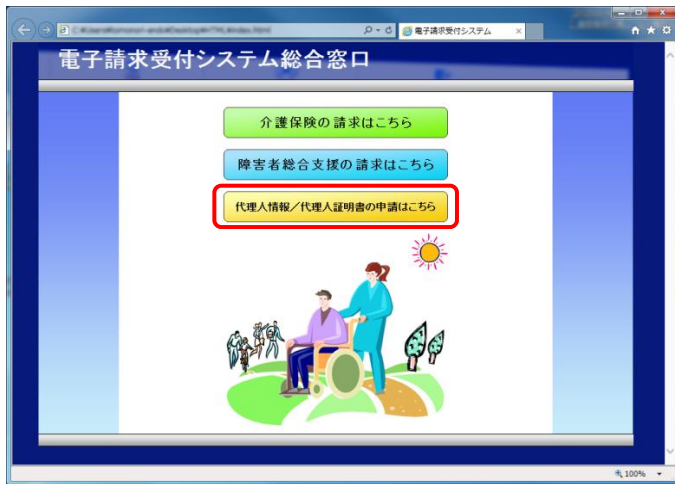 電子請求受付システム
電子請求受付システム総合窓口
介護保険の請求はこちら
障害者総合支援の請求はこちら
代理人情報／代理人証明書の申請はこちら
100%